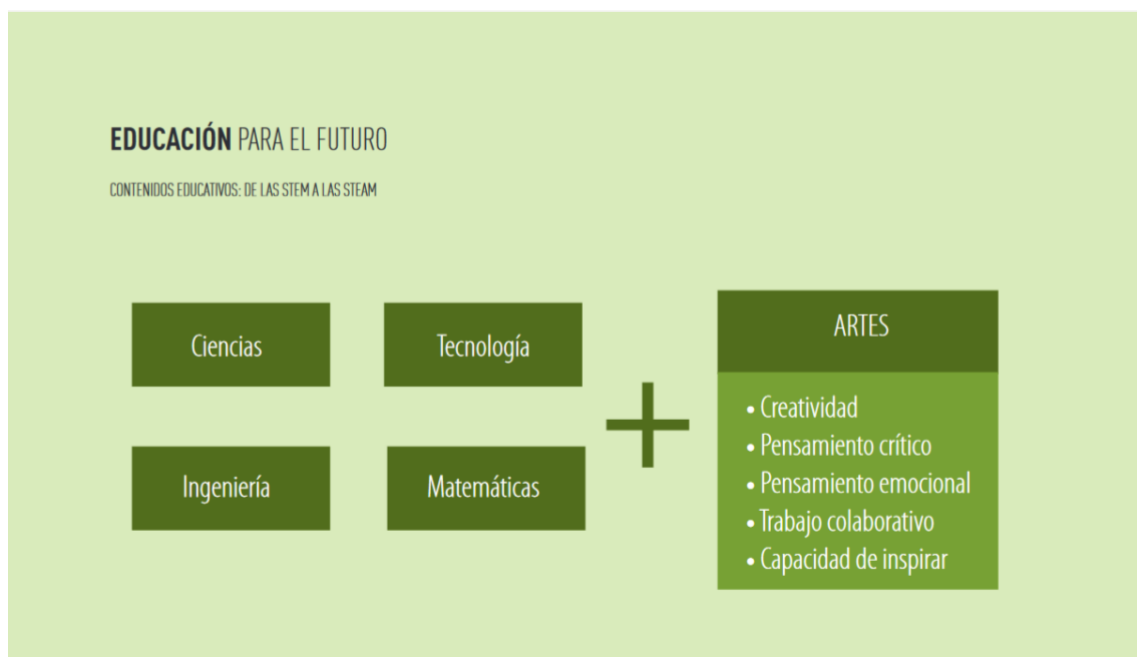 EDUCACIÓN PARA EL FUTURO
CONTENIDOS EDUCATIVOS: DE LAS STEM A LAS STEAM
Ciencias
Tecnología
Ingeniería
Matemáticas
+
ARTES
• Creatividad
• Pensamiento crítico
• Pensamiento emocional
• Trabajo colaborativo
• Capacidad de inspirar